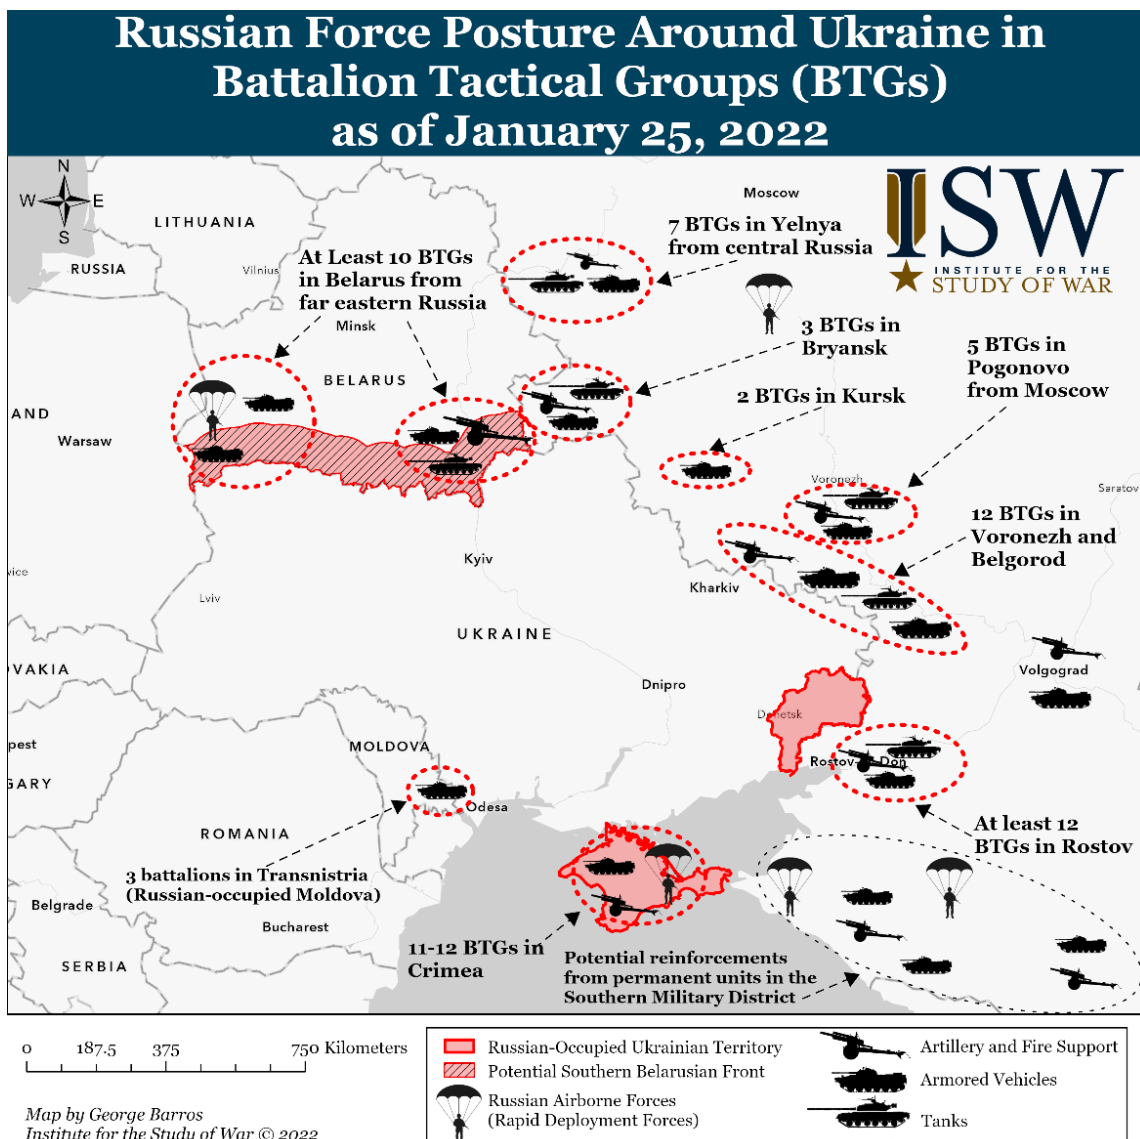 Russian Force Posture Around Ukraine in
Battalion Tactical Groups (BTGs)
as of January 25, 2022
N
W
E
S
ISW
INSTITUTE FOR THE
STUDY OF WAR
Moscow
LITHUANIA
7 BTGs in Yelnya
from central Russia
RUSSIA
Vilnius
At Least 10 BTGs
in Belarus from
far eastern Russia
Minsk
3 BTGs in
Bryansk
5 BTGs in
Pogonovo
from Moscow
BELARUS
2 BTGs in Kursk
AND
Warsaw
Voronezh
Saratov
12 BTGs in
Voronezh and
Belgorod
Kyiv
vice
Kharkiv
Lviv
UKRAINE
OVAKIA
Volgograd
Dnipro
Donetsk
MOLDOVA
pest
Rostov
Don
GARY
Odesa
At least 12
BTGs in Rostov
ROMANIA
3 battalions in Transnistria
(Russian-occupied Moldova)
Belgrade
Bucharest
11-12 BTGs in
Crimea
Potential reinforcements
from permanent units in the
Southern Military District
SERBIA
0 187.5 375 750 Kilometers
Russian-Occupied Ukrainian Territory
Potential Southern Belarusian Front
Russian Airborne Forces
(Rapid Deployment Forces)
Artillery and Fire Support
Armored Vehicles
Tanks
Map by George Barros
Institute for the Study of War © 2022